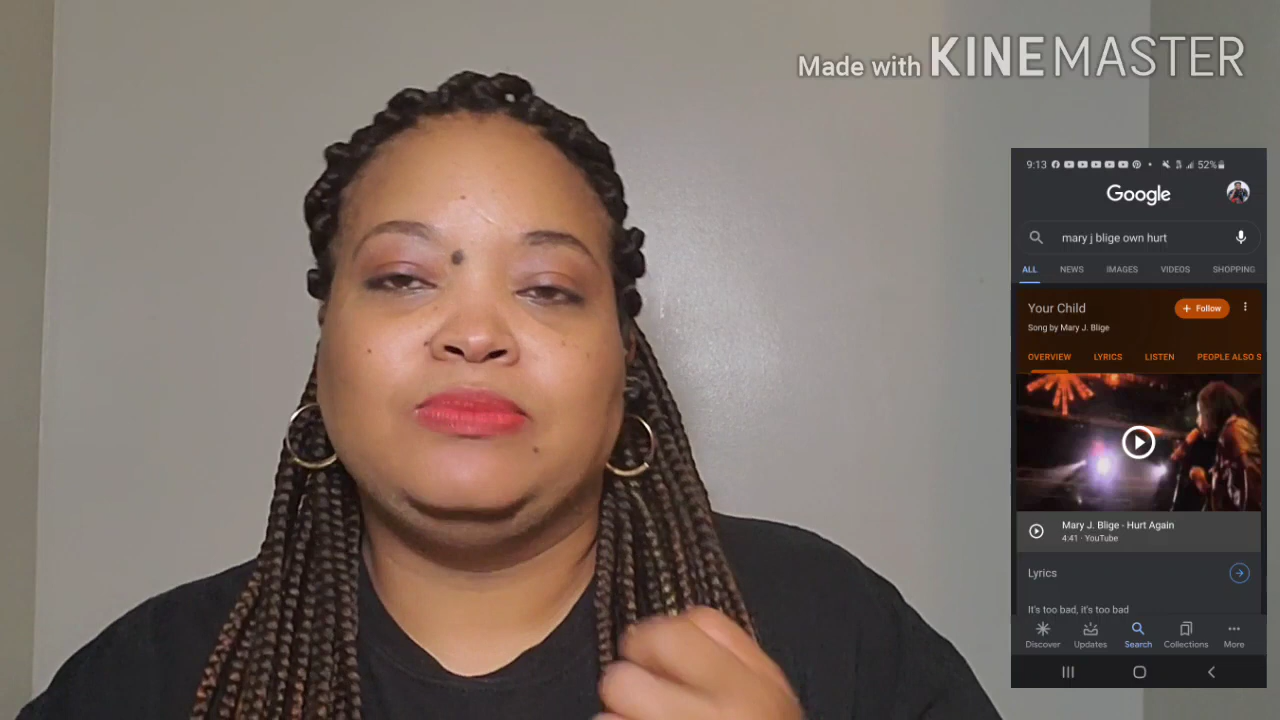 Made with KINEMASTER
9:13 52%
Google
mary j blige own hurt
ALL NEWS IMAGES VIDEOS SHOPPING
Your Child
+ Follow
Song by Mary J. Blige
OVERVIEW LYRICS LISTEN PEOPLE ALSO S
Mary J. Blige - Hurt Again
4:41 · YouTube
Lyrics
It's too bad, it's too bad
Discover Updates Search Collections More